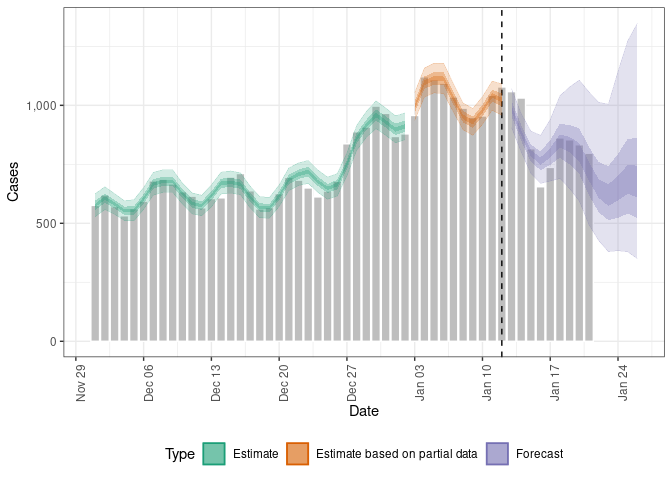 Cases
1,000
500
0
Nov 29
Dec 06
Dec 13
Dec 20
Dec 27
Jan 03
Jan 10
Jan 17
Jan 24
Date
Type Estimate Estimate based on partial data Forecast